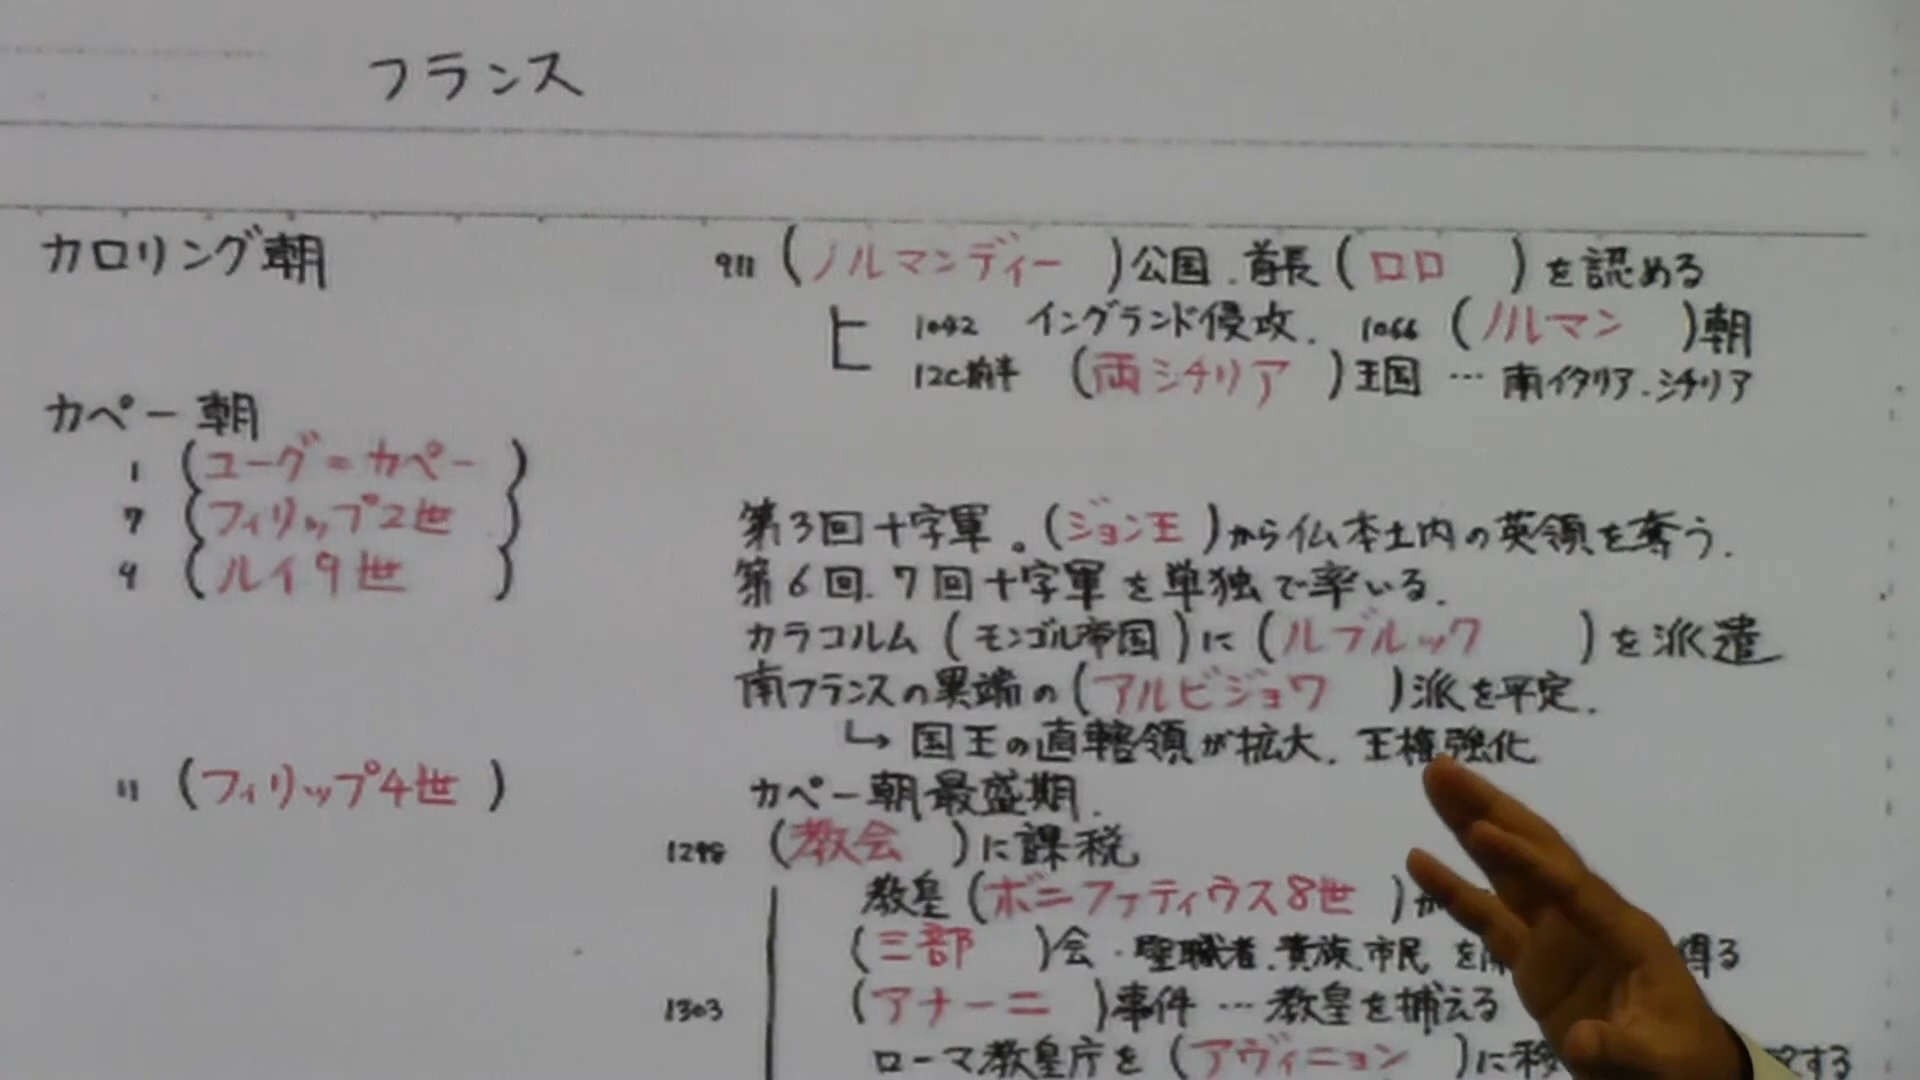 フランス
カロリング朝
911 (ノルマンディー)公国.首長(ロロ)を認める
1042 イングランド侵攻. 1066 (ノルマン)朝
12C前半 (両シチリア)王国…南イタリア.シチリア
カペー朝
1 (ユーグ=カペー)
7 (フィリップ2世)
第3回十字軍。(ジョン王)から仏本土内の英領を奪う.
9 (ルイ9世)
第6回.7回十字軍を単独で率いる.
カラコルム(モンゴル帝国)に(ルブルック)を派遣
南フランスの異端の(アルビジョワ)派を平定.
↳ 国王の直轄領が拡大.王権強化
11 (フィリップ4世)
カペー朝最盛期.
1298 (教会)に課税
教皇(ボニファティウス8世)が
(三部)会・聖職者.貴族.市民を 得る
1303 (アナーニ)事件…教皇を捕える
ローマ教皇庁を(アヴィニョン)に移 する